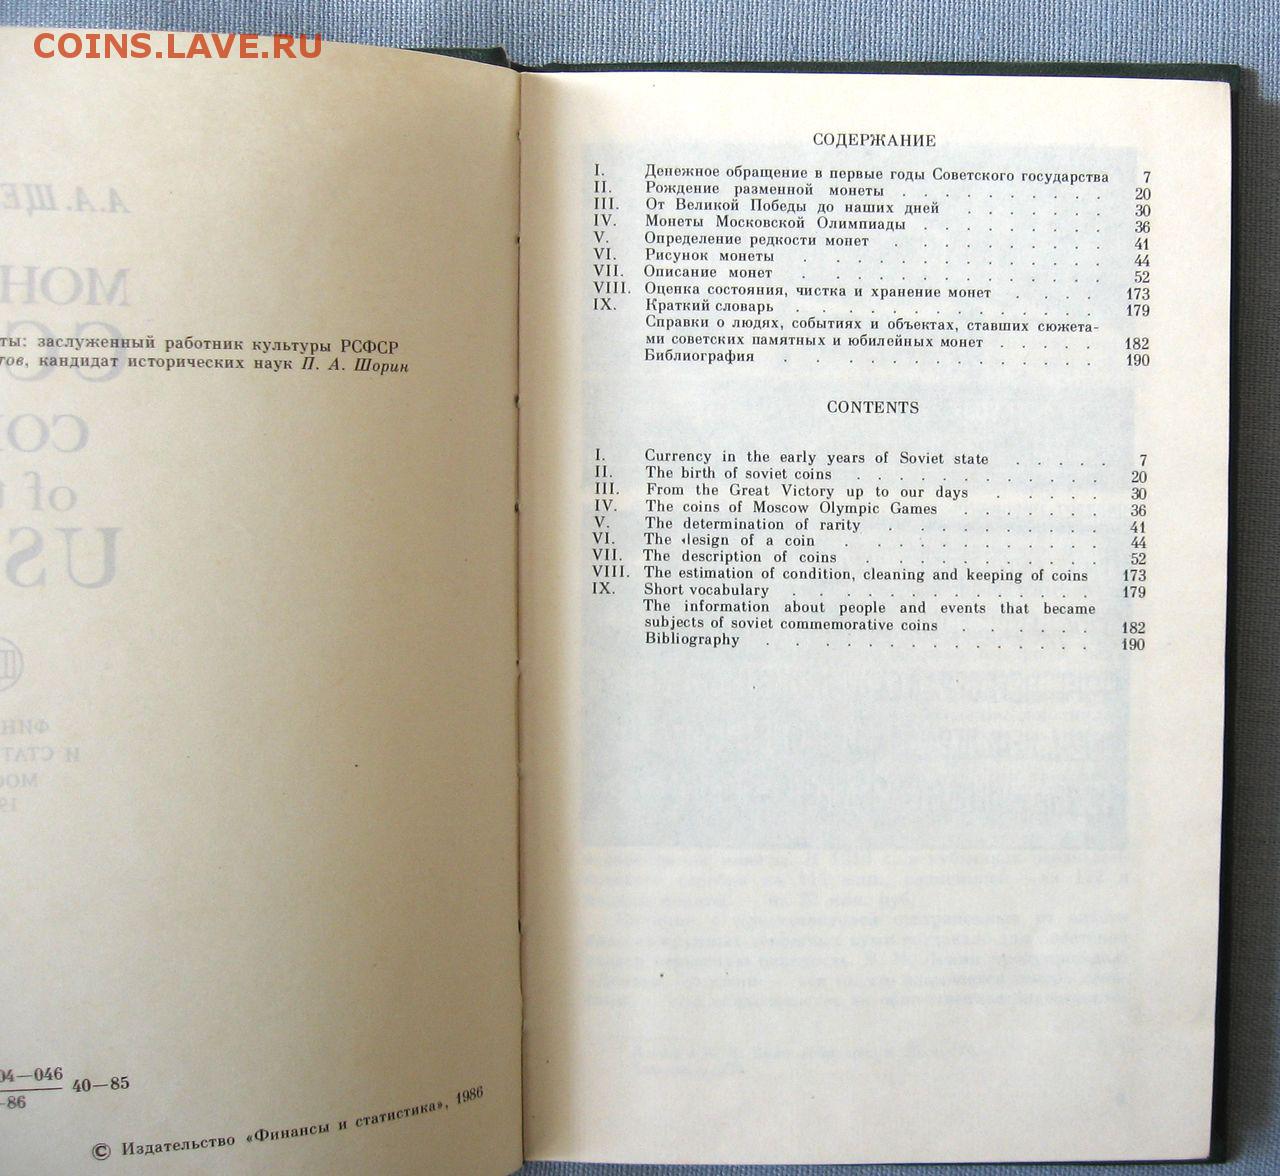 COINS.LAVE.RU
ты: заслуженный работник культуры РСФСР
тов, кандидат исторических наук П. А. Шорин
04—046
—86
40—85
© Издательство «Финансы и статистика», 1986
СОДЕРЖАНИЕ
I. Денежное обращение в первые годы Советского государства 7
II. Рождение разменной монеты . . . . . . . . . . 20
III. От Великой Победы до наших дней . . . . . . . 30
IV. Монеты Московской Олимпиады . . . . . . . . . 36
V. Определение редкости монет . . . . . . . . . . 41
VI. Рисунок монеты . . . . . . . . . . . . . 44
VII. Описание монет . . . . . . . . . . . . . 52
VIII. Оценка состояния, чистка и хранение монет . . . . 173
IX. Краткий словарь . . . . . . . . . . . . 179
Справки о людях, событиях и объектах, ставших сюжета-
ми советских памятных и юбилейных монет . . . . . 182
Библиография . . . . . . . . . . . . 190
CONTENTS
I. Currency in the early years of Soviet state . . . . . 7
II. The birth of soviet coins . . . . . . . . . . 20
III. From the Great Victory up to our days . . . . . 30
IV. The coins of Moscow Olympic Games . . . . . . . 36
V. The determination of rarity . . . . . . . . . 41
VI. The design of a coin . . . . . . . . . . 44
VII. The description of coins . . . . . . . . . 52
VIII. The estimation of condition, cleaning and keeping of coins 173
IX. Short vocabulary . . . . . . . . . . . . 179
The information about people and events that became
subjects of soviet commemorative coins . . . . . . 182
Bibliography . . . . . . . . . . . . 190